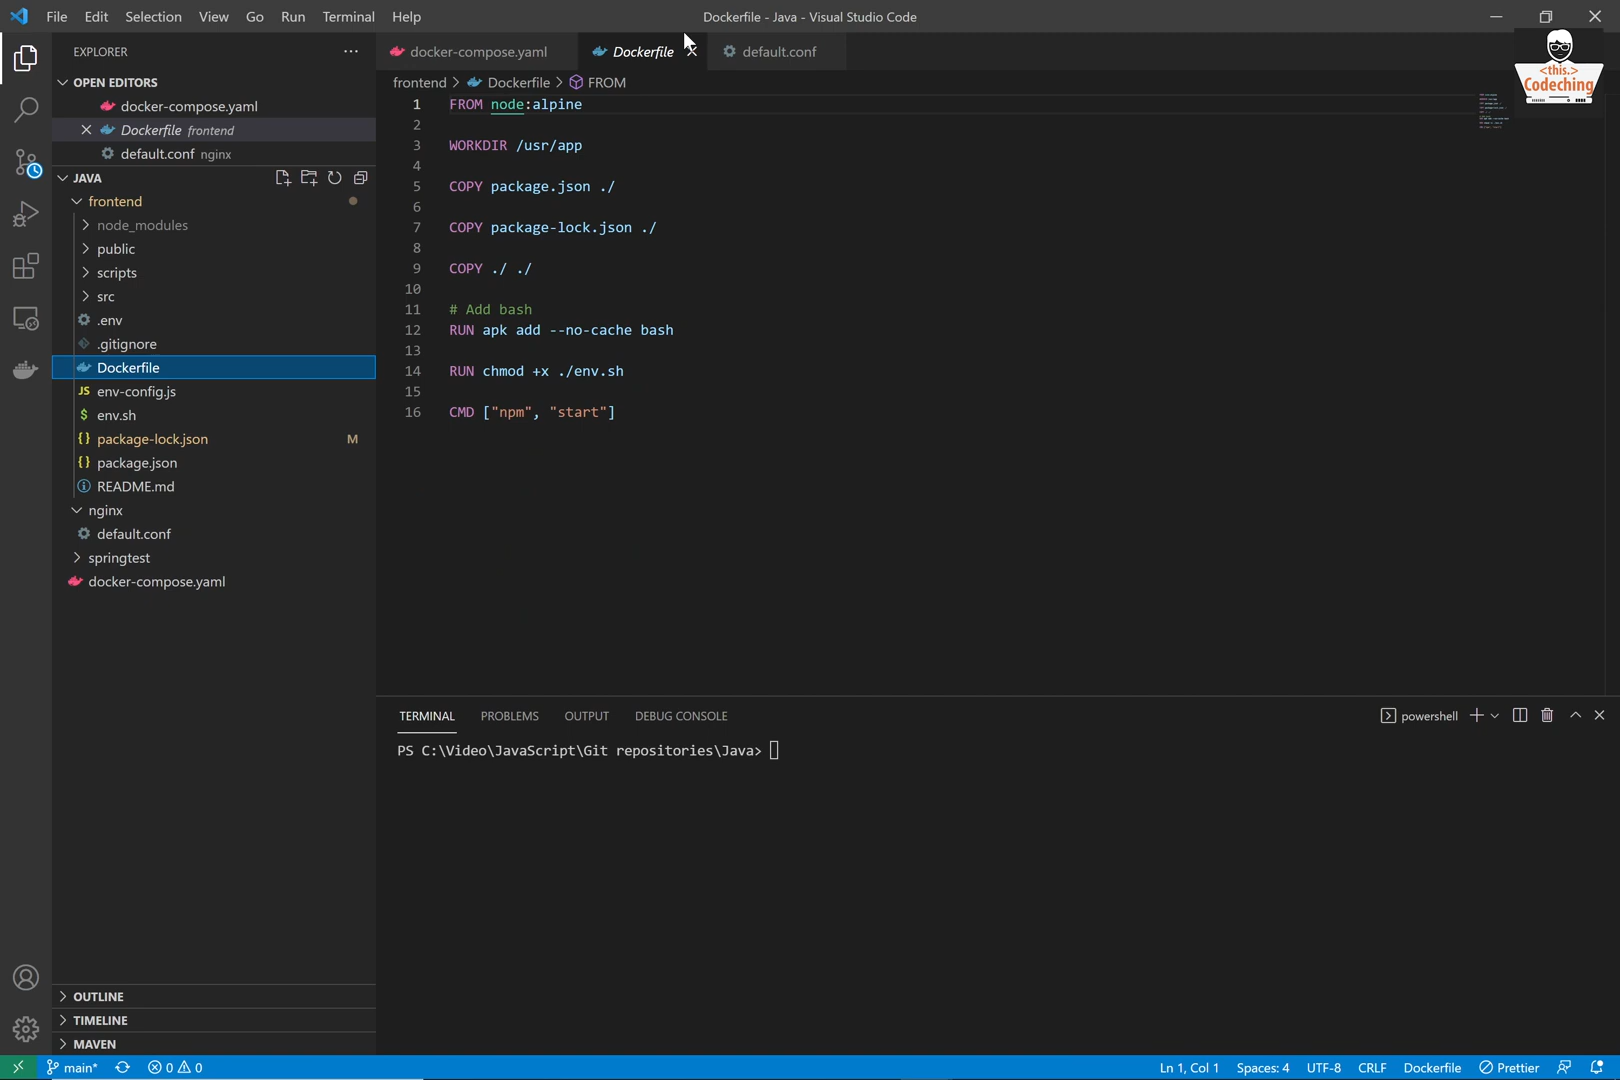 File Edit Selection View Go Run Terminal Help Dockerfile - Java - Visual Studio Code
EXPLORER
OPEN EDITORS
docker-compose.yaml
Dockerfile frontend
default.conf nginx
JAVA
frontend
node_modules
public
scripts
src
.env
.gitignore
Dockerfile
JS env-config.js
$ env.sh
{} package-lock.json M
{} package.json
README.md
nginx
default.conf
springtest
docker-compose.yaml
OUTLINE
TIMELINE
MAVEN
docker-compose.yaml Dockerfile default.conf
<this.>
Codeching
frontend > Dockerfile > FROM
1 FROM node:alpine
2
3 WORKDIR /usr/app
4
5 COPY package.json ./
6
7 COPY package-lock.json ./
8
9 COPY ./ ./
10
11 # Add bash
12 RUN apk add --no-cache bash
13
14 RUN chmod +x ./env.sh
15
16 CMD ["npm", "start"]
TERMINAL PROBLEMS OUTPUT DEBUG CONSOLE powershell
PS C:\Video\JavaScript\Git repositories\Java>
main* 0 0 Ln 1, Col 1 Spaces: 4 UTF-8 CRLF Dockerfile Prettier